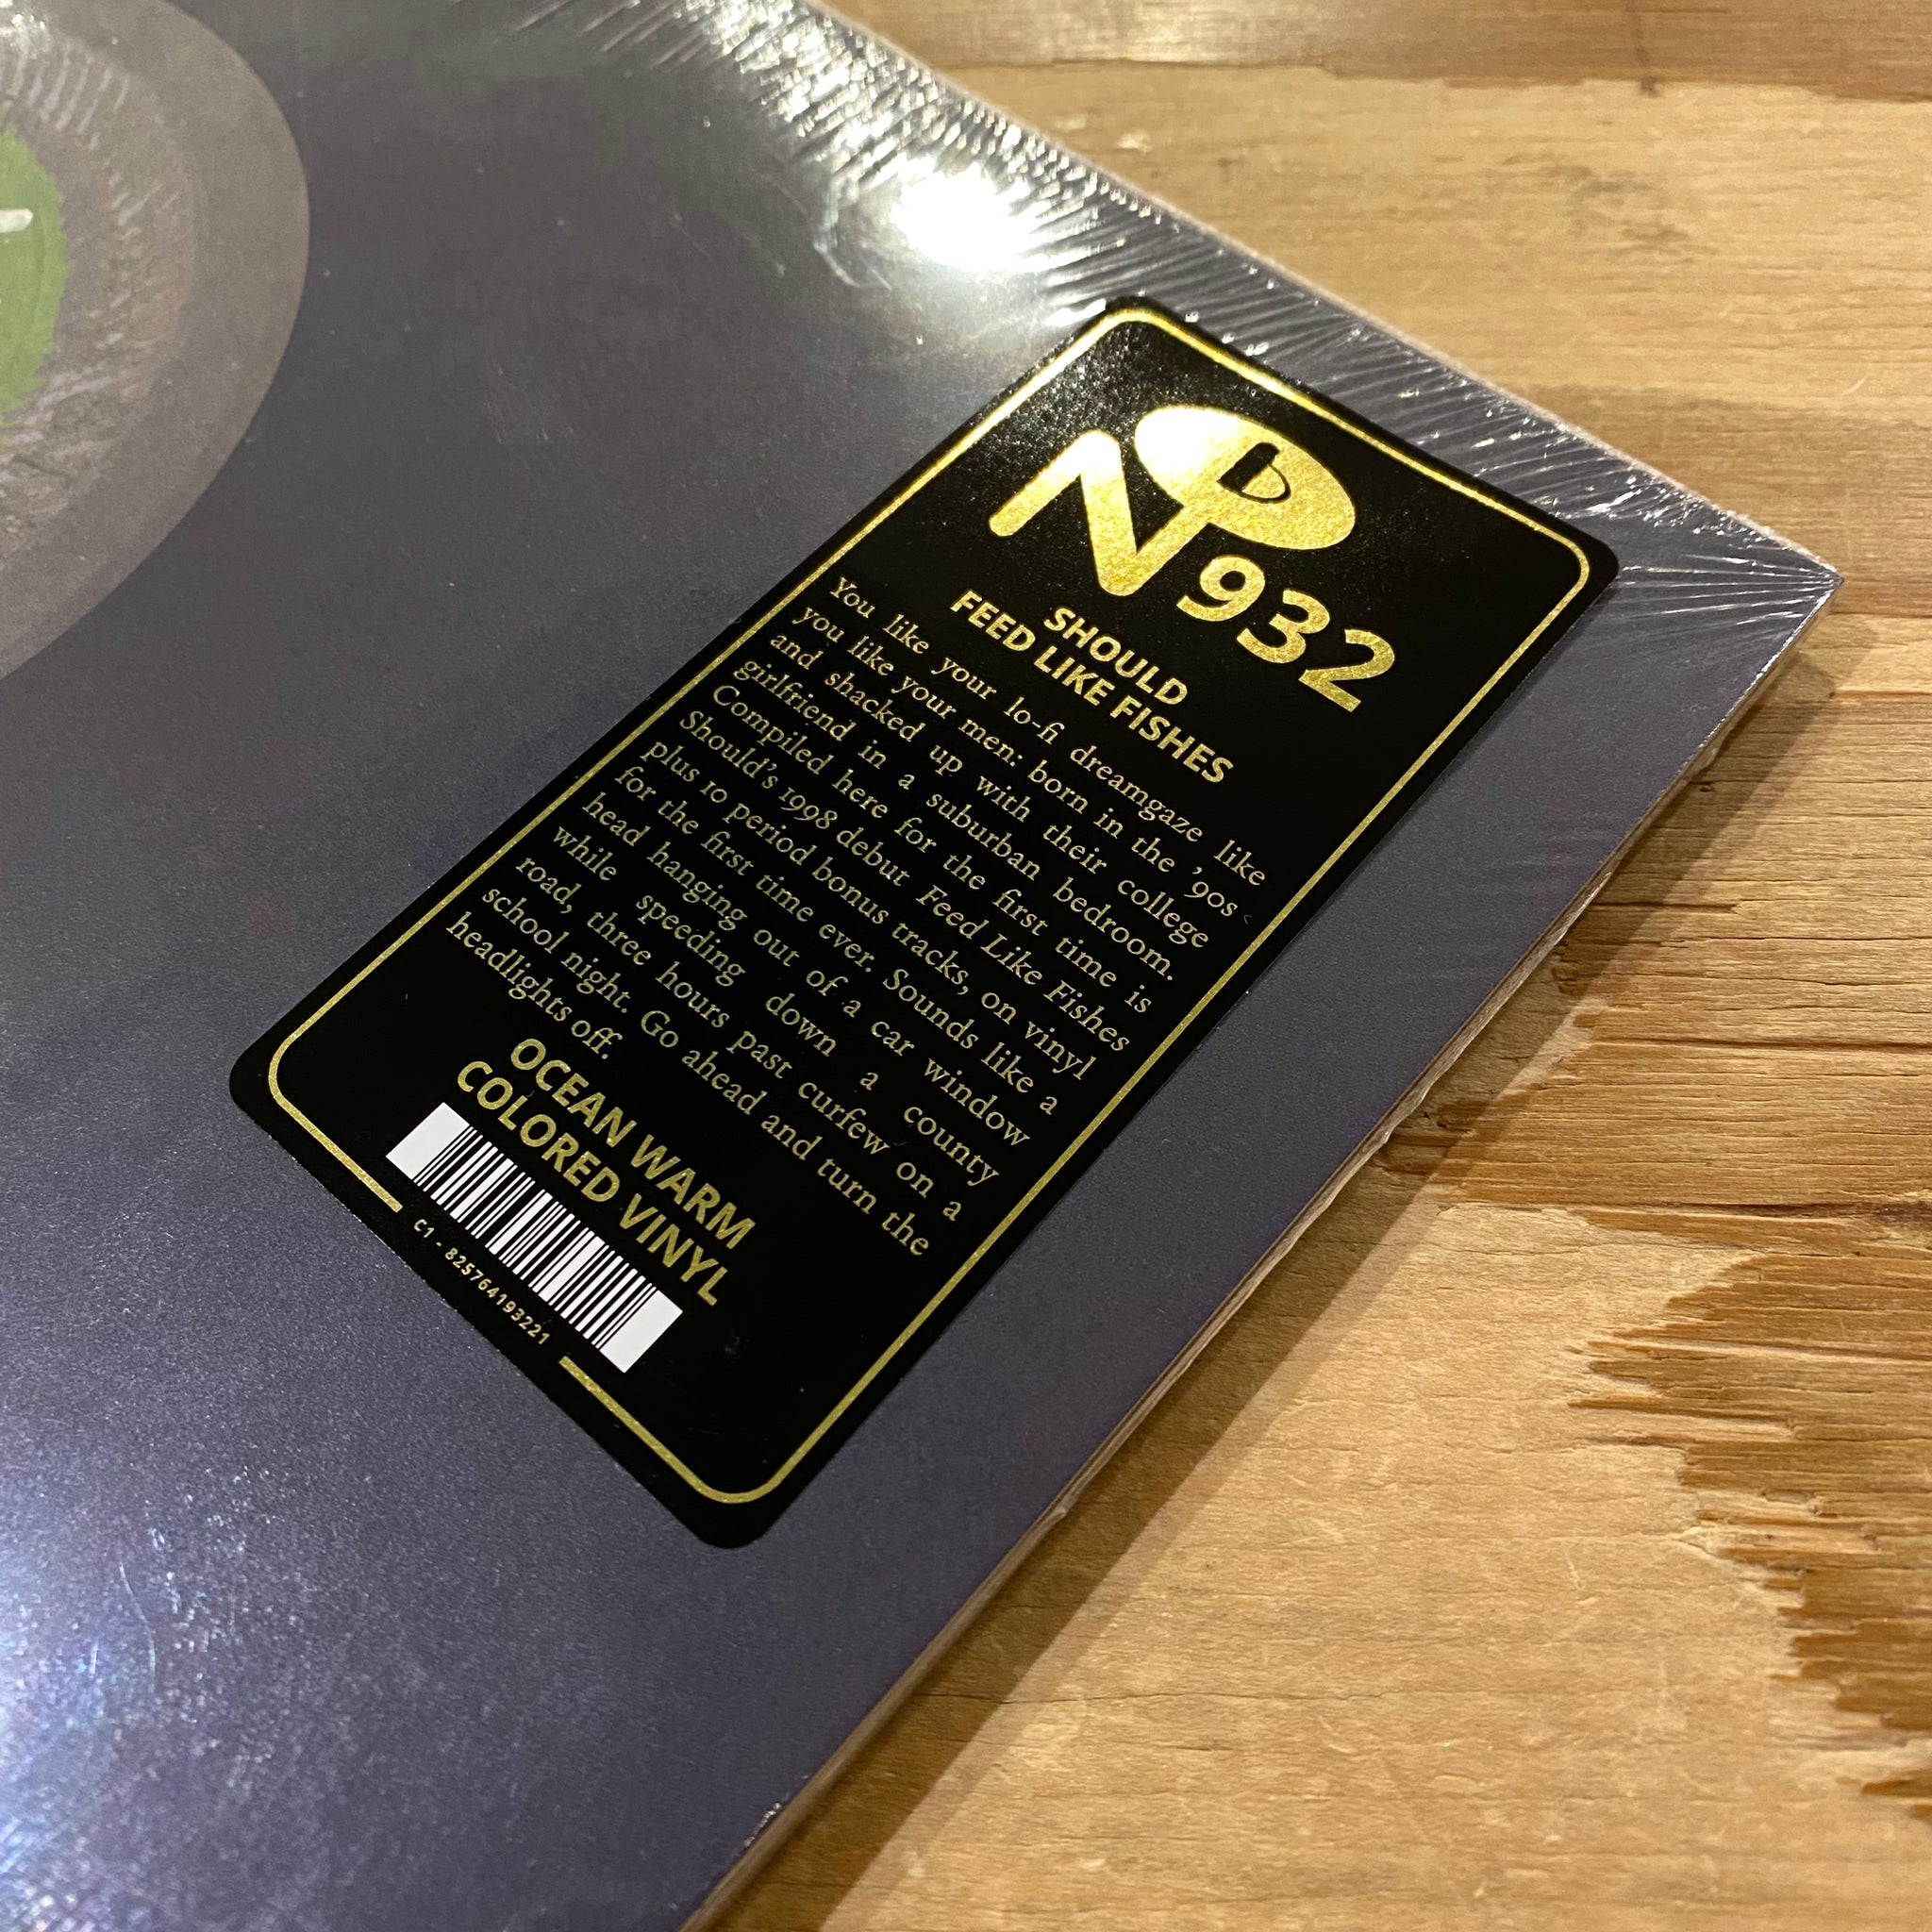 N 932
SHOULD
FEED LIKE FISHES
You like your lo-fi dreamgaze like
you like your men: born in the '90s
and shacked up with their college
girlfriend in a suburban bedroom.
Compiled here for the first time is
Should's 1998 debut Feed Like Fishes
plus 10 period bonus tracks, on vinyl
for the first time ever. Sounds like a
head hanging out of a car window
while speeding down a county
road, three hours past curfew on a
school night. Go ahead and turn the
headlights off.
OCEAN WARM
COLORED VINYL
C1 - 825764193221